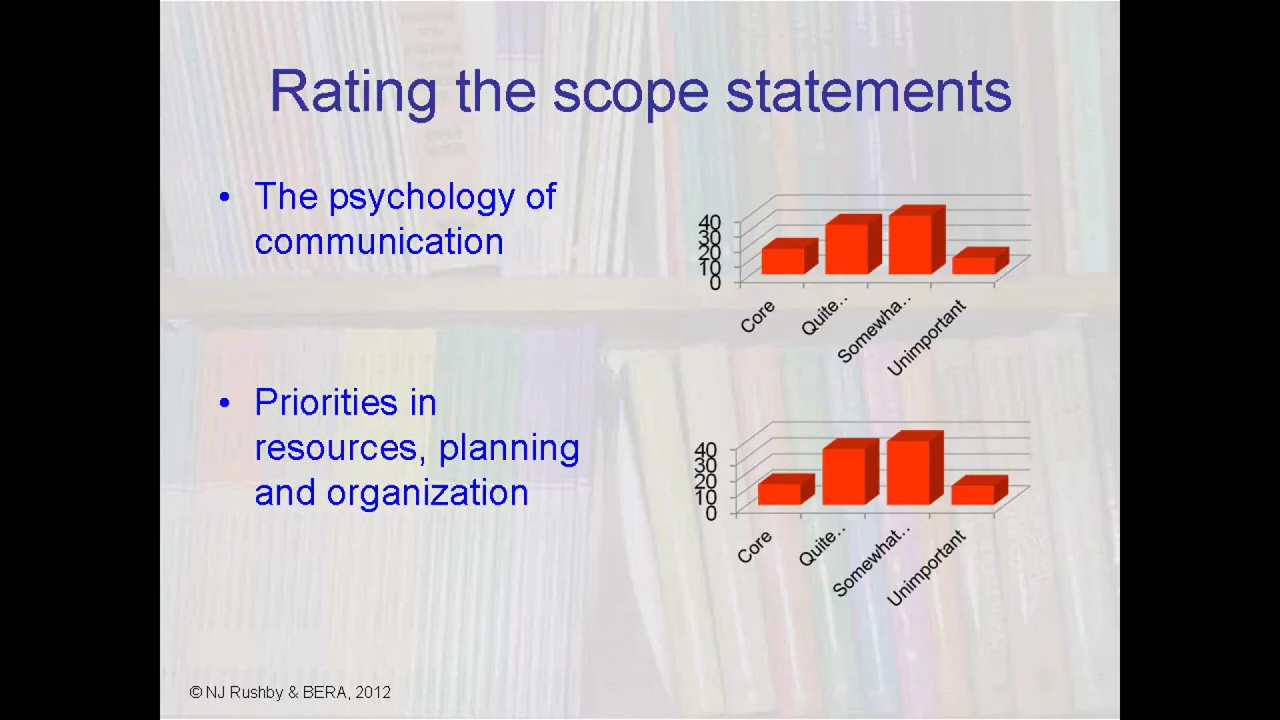 Rating the scope statements
• The psychology of
communication
40
30
20
10
0
Core
Quite..
Somewha..
Unimportant
• Priorities in
resources, planning
and organization
40
30
20
10
0
Core
Quite..
Somewhat..
Unimportant
© NJ Rushby & BERA, 2012